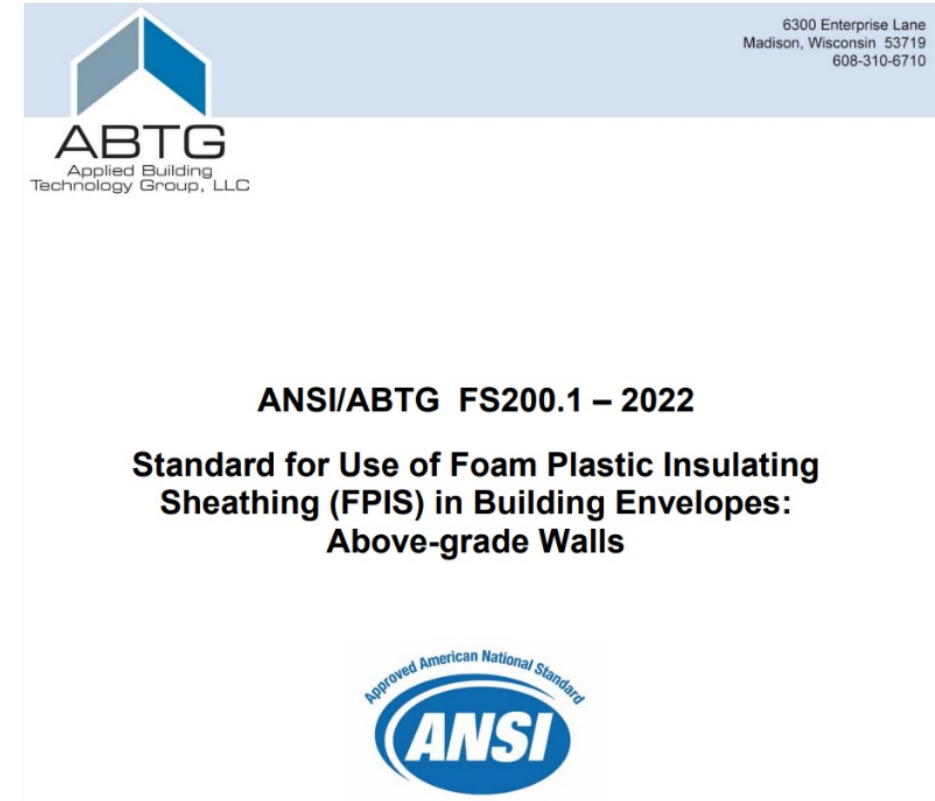 6300 Enterprise Lane
Madison, Wisconsin 53719
608-310-6710
ABTG
Applied Building
Technology Group, LLC
ANSI/ABTG FS200.1 – 2022
Standard for Use of Foam Plastic Insulating
Sheathing (FPIS) in Building Envelopes:
Above-grade Walls
Approved American National Standard
ANSI